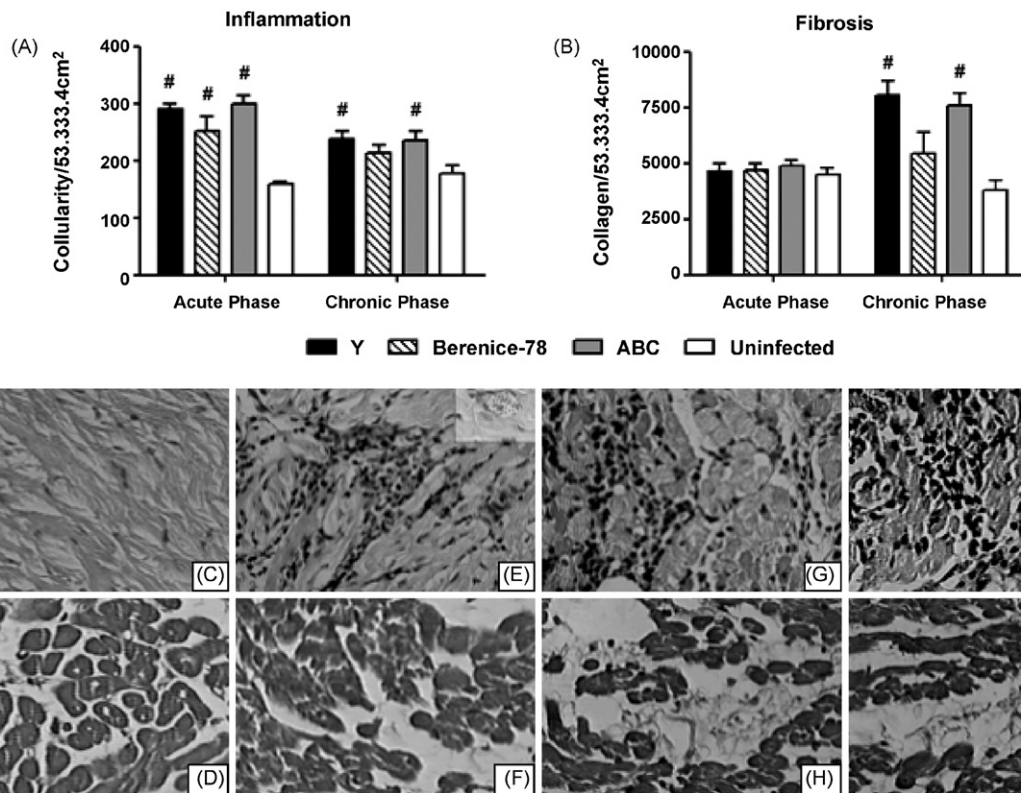 Inflammation
(A)
Collularity/53.333.4cm²
400
300
200
100
0
# # # # #
Acute Phase Chronic Phase
Fibrosis
(B)
Collagen/53.333.4cm²
10000
7500
5000
2500
0
# #
Acute Phase Chronic Phase
Y Berenice-78 ABC Uninfected
(C) (E) (G)
(D) (F) (H)